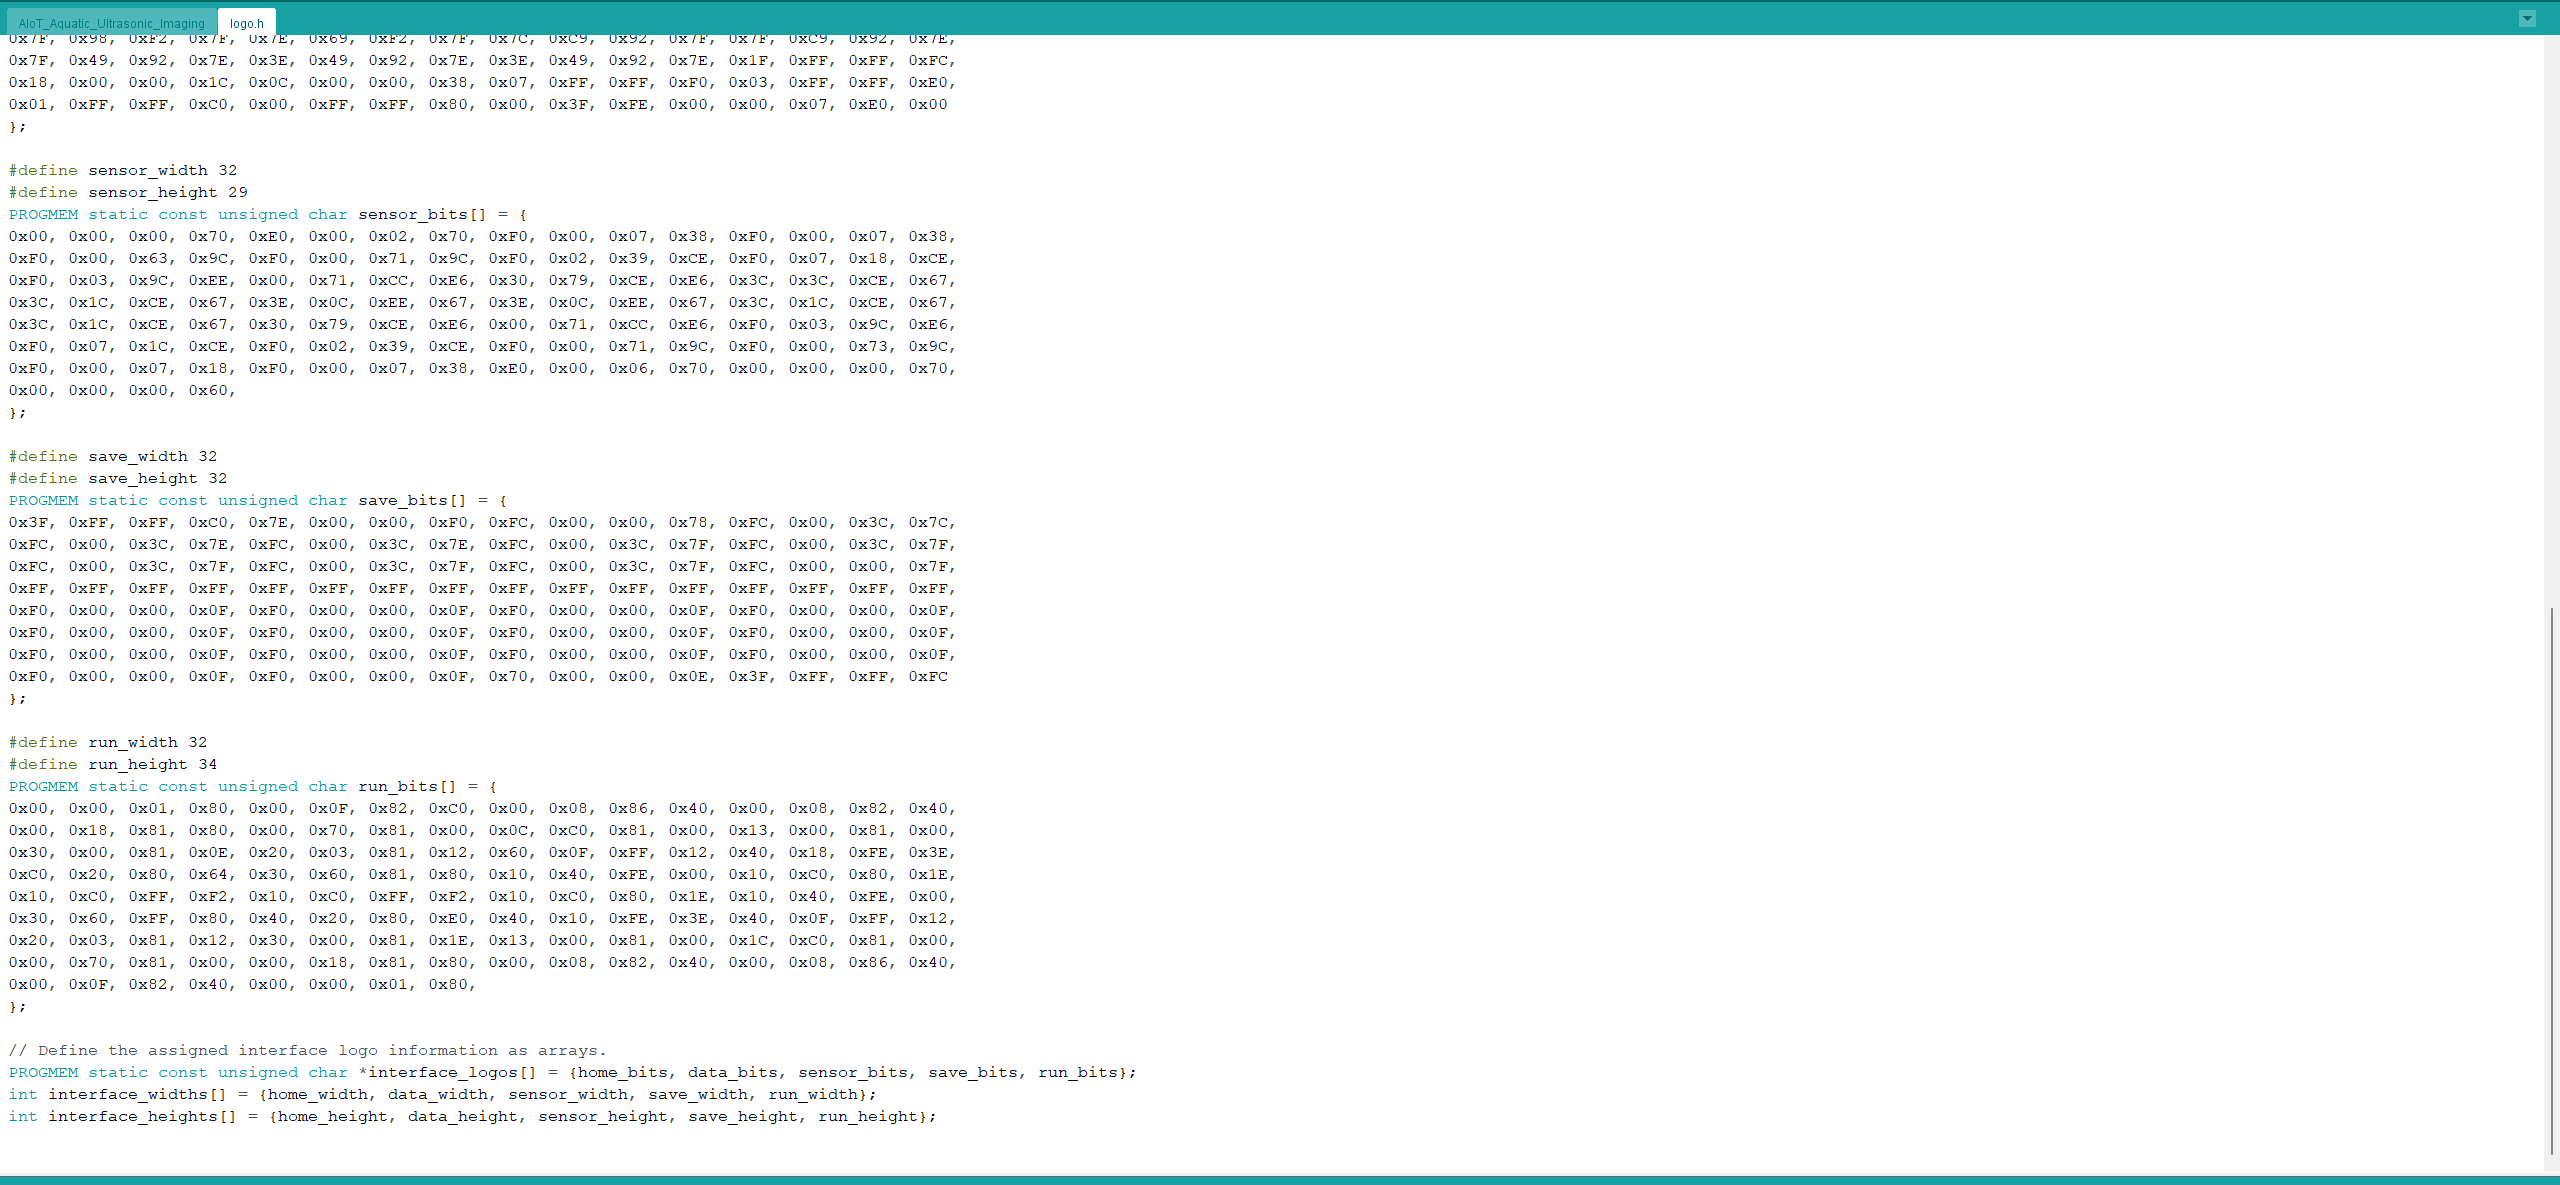 AIoT_Aquatic_Ultrasonic_Imaging logo.h
0x7F, 0x98, 0xF2, 0x7F, 0x7E, 0x69, 0xF2, 0x7F, 0x7C, 0xC9, 0x92, 0x7F, 0x7F, 0xC9, 0x92, 0x7E,
0x7F, 0x49, 0x92, 0x7E, 0x3E, 0x49, 0x92, 0x7E, 0x3E, 0x49, 0x92, 0x7E, 0x1F, 0xFF, 0xFF, 0xFC,
0x18, 0x00, 0x00, 0x1C, 0x0C, 0x00, 0x00, 0x38, 0x07, 0xFF, 0xFF, 0xF0, 0x03, 0xFF, 0xFF, 0xE0,
0x01, 0xFF, 0xFF, 0xC0, 0x00, 0xFF, 0xFF, 0x80, 0x00, 0x3F, 0xFE, 0x00, 0x00, 0x07, 0xE0, 0x00
};
#define sensor_width 32
#define sensor_height 29
PROGMEM static const unsigned char sensor_bits[] = {
0x00, 0x00, 0x00, 0x70, 0xE0, 0x00, 0x02, 0x70, 0xF0, 0x00, 0x07, 0x38, 0xF0, 0x00, 0x07, 0x38,
0xF0, 0x00, 0x63, 0x9C, 0xF0, 0x00, 0x71, 0x9C, 0xF0, 0x02, 0x39, 0xCE, 0xF0, 0x07, 0x18, 0xCE,
0xF0, 0x03, 0x9C, 0xEE, 0x00, 0x71, 0xCC, 0xE6, 0x30, 0x79, 0xCE, 0xE6, 0x3C, 0x3C, 0xCE, 0x67,
0x3C, 0x1C, 0xCE, 0x67, 0x3E, 0x0C, 0xEE, 0x67, 0x3E, 0x0C, 0xEE, 0x67, 0x3C, 0x1C, 0xCE, 0x67,
0x3C, 0x1C, 0xCE, 0x67, 0x30, 0x79, 0xCE, 0xE6, 0x00, 0x71, 0xCC, 0xE6, 0xF0, 0x03, 0x9C, 0xE6,
0xF0, 0x07, 0x1C, 0xCE, 0xF0, 0x02, 0x39, 0xCE, 0xF0, 0x00, 0x71, 0x9C, 0xF0, 0x00, 0x73, 0x9C,
0xF0, 0x00, 0x07, 0x18, 0xF0, 0x00, 0x07, 0x38, 0xE0, 0x00, 0x06, 0x70, 0x00, 0x00, 0x00, 0x70,
0x00, 0x00, 0x00, 0x60,
};
#define save_width 32
#define save_height 32
PROGMEM static const unsigned char save_bits[] = {
0x3F, 0xFF, 0xFF, 0xC0, 0x7E, 0x00, 0x00, 0xF0, 0xFC, 0x00, 0x00, 0x78, 0xFC, 0x00, 0x3C, 0x7C,
0xFC, 0x00, 0x3C, 0x7E, 0xFC, 0x00, 0x3C, 0x7E, 0xFC, 0x00, 0x3C, 0x7F, 0xFC, 0x00, 0x3C, 0x7F,
0xFC, 0x00, 0x3C, 0x7F, 0xFC, 0x00, 0x3C, 0x7F, 0xFC, 0x00, 0x3C, 0x7F, 0xFC, 0x00, 0x00, 0x7F,
0xFF, 0xFF, 0xFF, 0xFF, 0xFF, 0xFF, 0xFF, 0xFF, 0xFF, 0xFF, 0xFF, 0xFF, 0xFF, 0xFF, 0xFF, 0xFF,
0xF0, 0x00, 0x00, 0x0F, 0xF0, 0x00, 0x00, 0x0F, 0xF0, 0x00, 0x00, 0x0F, 0xF0, 0x00, 0x00, 0x0F,
0xF0, 0x00, 0x00, 0x0F, 0xF0, 0x00, 0x00, 0x0F, 0xF0, 0x00, 0x00, 0x0F, 0xF0, 0x00, 0x00, 0x0F,
0xF0, 0x00, 0x00, 0x0F, 0xF0, 0x00, 0x00, 0x0F, 0xF0, 0x00, 0x00, 0x0F, 0xF0, 0x00, 0x00, 0x0F,
0xF0, 0x00, 0x00, 0x0F, 0xF0, 0x00, 0x00, 0x0F, 0x70, 0x00, 0x00, 0x0E, 0x3F, 0xFF, 0xFF, 0xFC
};
#define run_width 32
#define run_height 34
PROGMEM static const unsigned char run_bits[] = {
0x00, 0x00, 0x01, 0x80, 0x00, 0x0F, 0x82, 0xC0, 0x00, 0x08, 0x86, 0x40, 0x00, 0x08, 0x82, 0x40,
0x00, 0x18, 0x81, 0x80, 0x00, 0x70, 0x81, 0x00, 0x0C, 0xC0, 0x81, 0x00, 0x13, 0x00, 0x81, 0x00,
0x30, 0x00, 0x81, 0x0E, 0x20, 0x03, 0x81, 0x12, 0x60, 0x0F, 0xFF, 0x12, 0x40, 0x18, 0xFE, 0x3E,
0xC0, 0x20, 0x80, 0x64, 0x30, 0x60, 0x81, 0x80, 0x10, 0x40, 0xFE, 0x00, 0x10, 0xC0, 0x80, 0x1E,
0x10, 0xC0, 0xFF, 0xF2, 0x10, 0xC0, 0xFF, 0xF2, 0x10, 0xC0, 0x80, 0x1E, 0x10, 0x40, 0xFE, 0x00,
0x30, 0x60, 0xFF, 0x80, 0x40, 0x20, 0x80, 0xE0, 0x40, 0x10, 0xFE, 0x3E, 0x40, 0x0F, 0xFF, 0x12,
0x20, 0x03, 0x81, 0x12, 0x30, 0x00, 0x81, 0x1E, 0x13, 0x00, 0x81, 0x00, 0x1C, 0xC0, 0x81, 0x00,
0x00, 0x70, 0x81, 0x00, 0x00, 0x18, 0x81, 0x80, 0x00, 0x08, 0x82, 0x40, 0x00, 0x08, 0x86, 0x40,
0x00, 0x0F, 0x82, 0x40, 0x00, 0x00, 0x01, 0x80,
};
// Define the assigned interface logo information as arrays.
PROGMEM static const unsigned char *interface_logos[] = {home_bits, data_bits, sensor_bits, save_bits, run_bits};
int interface_widths[] = {home_width, data_width, sensor_width, save_width, run_width};
int interface_heights[] = {home_height, data_height, sensor_height, save_height, run_height};